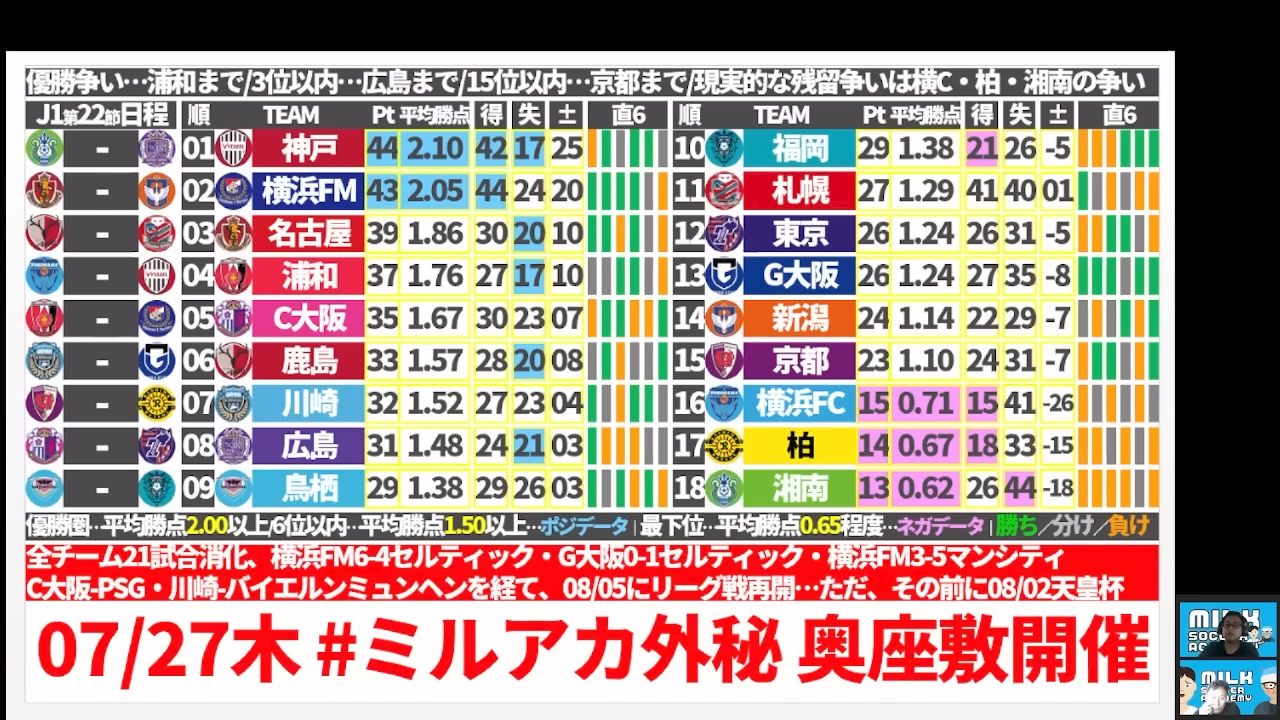 優勝争い…浦和まで/3位以内…広島まで/15位以内…京都まで/現実的な残留争いは横C・柏・湘南の争い
J1第22節日程 順 TEAM Pt 平均勝点 得 失 ± 直6 順 TEAM Pt 平均勝点 得 失 ± 直6
- 01 神戸 44 2.10 42 17 25 10 福岡 29 1.38 21 26 -5
- 02 横浜FM 43 2.05 44 24 20 11 札幌 27 1.29 41 40 01
- 03 名古屋 39 1.86 30 20 10 12 東京 26 1.24 26 31 -5
- 04 浦和 37 1.76 27 17 10 13 G大阪 26 1.24 27 35 -8
- 05 C大阪 35 1.67 30 23 07 14 新潟 24 1.14 22 29 -7
- 06 鹿島 33 1.57 28 20 08 15 京都 23 1.10 24 31 -7
- 07 川崎 32 1.52 27 23 04 16 横浜FC 15 0.71 15 41 -26
- 08 広島 31 1.48 24 21 03 17 柏 14 0.67 18 33 -15
- 09 鳥栖 29 1.38 29 26 03 18 湘南 13 0.62 26 44 -18
優勝圏…平均勝点2.00以上/6位以内…平均勝点1.50以上…ポジデータ | 最下位…平均勝点0.65程度…ネガデータ | 勝ち/分け/負け
全チーム21試合消化、横浜FM6-4セルティック・G大阪0-1セルティック・横浜FM3-5マンシティ
C大阪-PSG・川崎-バイエルンミュンヘンを経て、08/05にリーグ戦再開…ただ、その前に08/02天皇杯
07/27木 #ミルアカ外秘 奥座敷開催
MILK
SOCCER
ACADEMY
MILK
SOCCER
ACADEMY